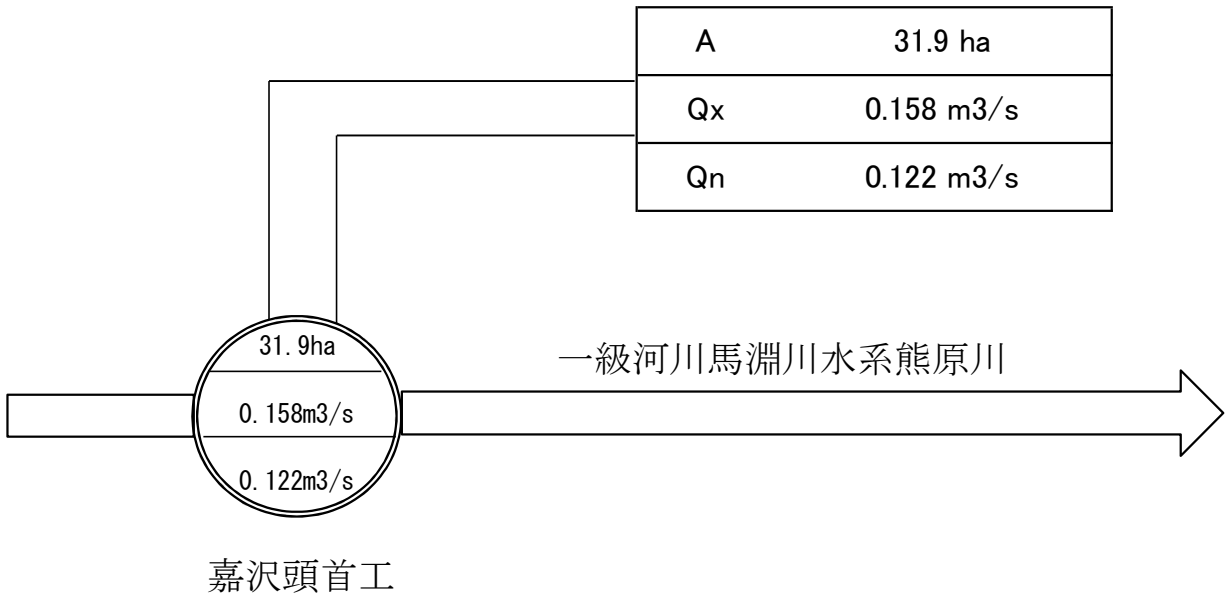 A 31.9 ha
Qx 0.158 m3/s
Qn 0.122 m3/s
31.9ha
0.158m3/s
0.122m3/s
一級河川馬淵川水系熊原川
嘉沢頭首工